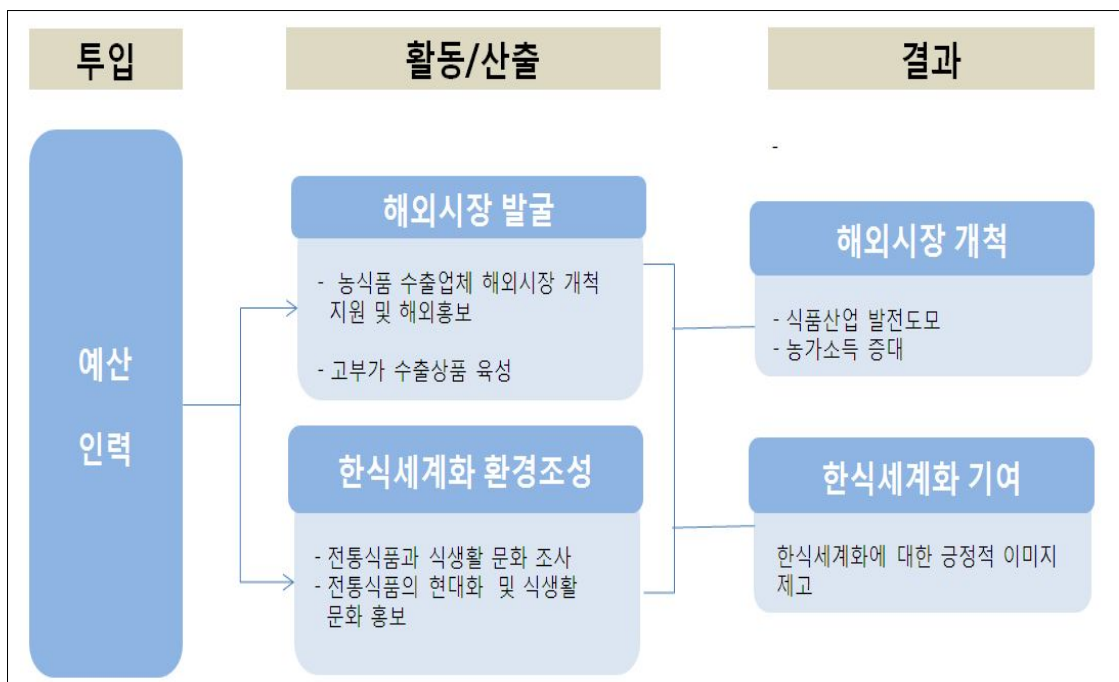 투입
활동/산출
결과
예산
인력
해외시장 발굴
- 농식품 수출업체 해외시장 개척
지원 및 해외홍보
- 고부가 수출상품 육성
한식세계화 환경조성
- 전통식품과 식생활 문화 조사
- 전통식품의 현대화 및 식생활
문화 홍보
-
해외시장 개척
- 식품산업 발전도모
- 농가소득 증대
한식세계화 기여
한식세계화에 대한 긍정적 이미지
제고